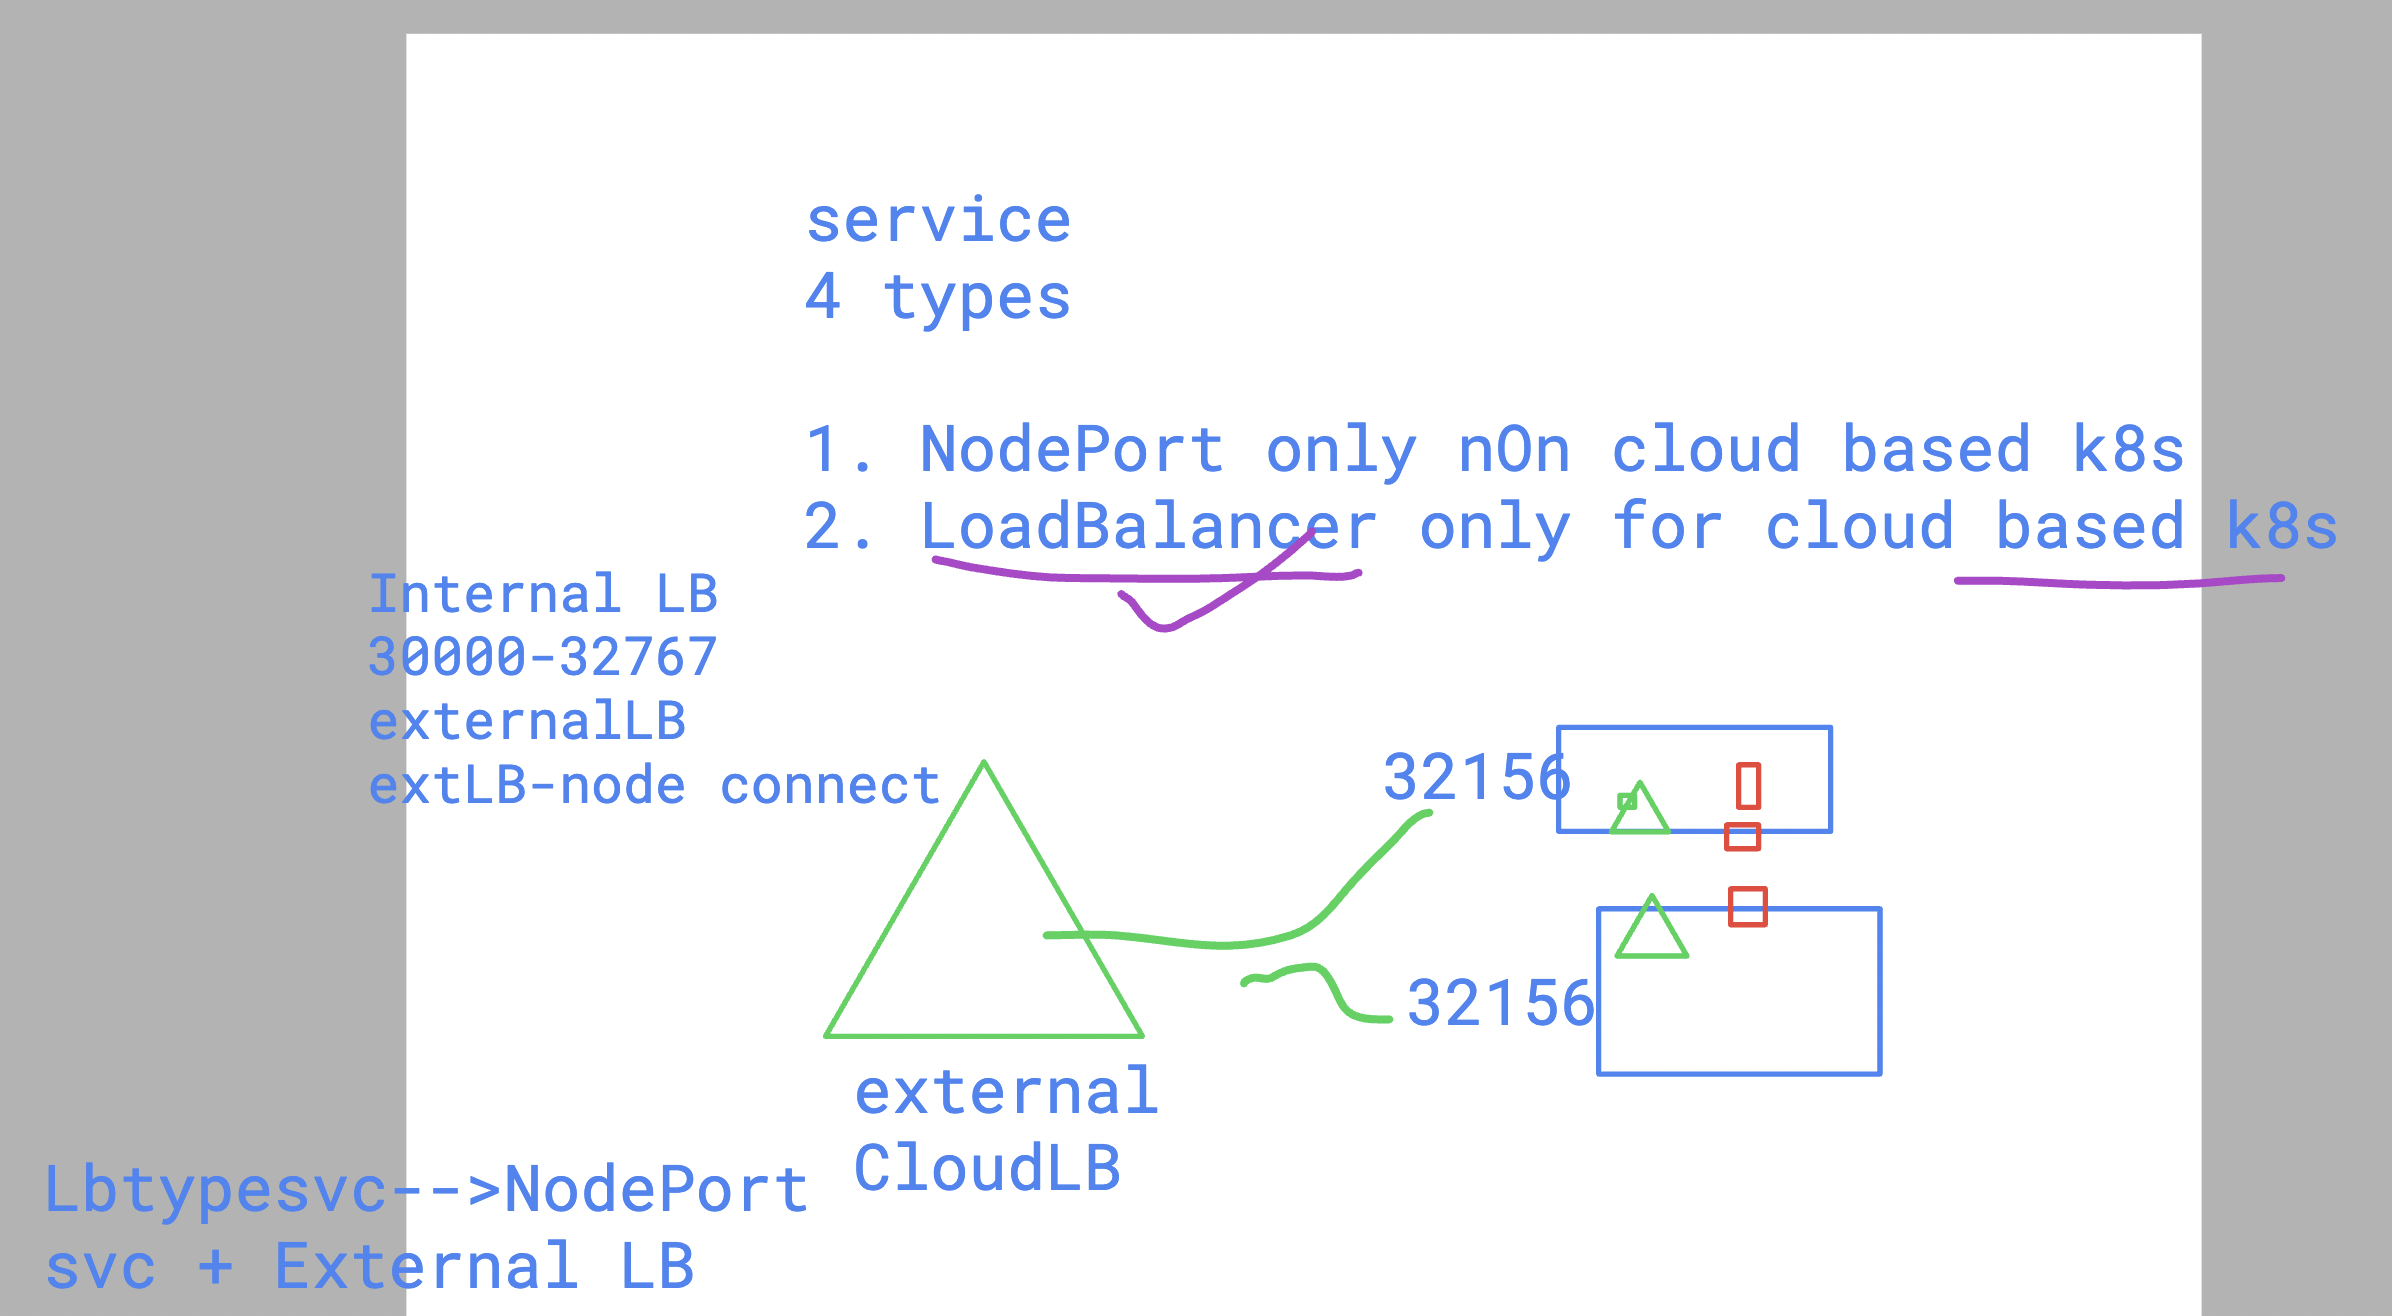 service
4 types
1. NodePort only nOn cloud based k8s
2. LoadBalancer only for cloud based k8s
Internal LB
30000-32767
externalLB
extLB-node connect
32156
32156
external
CloudLB
Lbtypesvc-->NodePort
svc + External LB